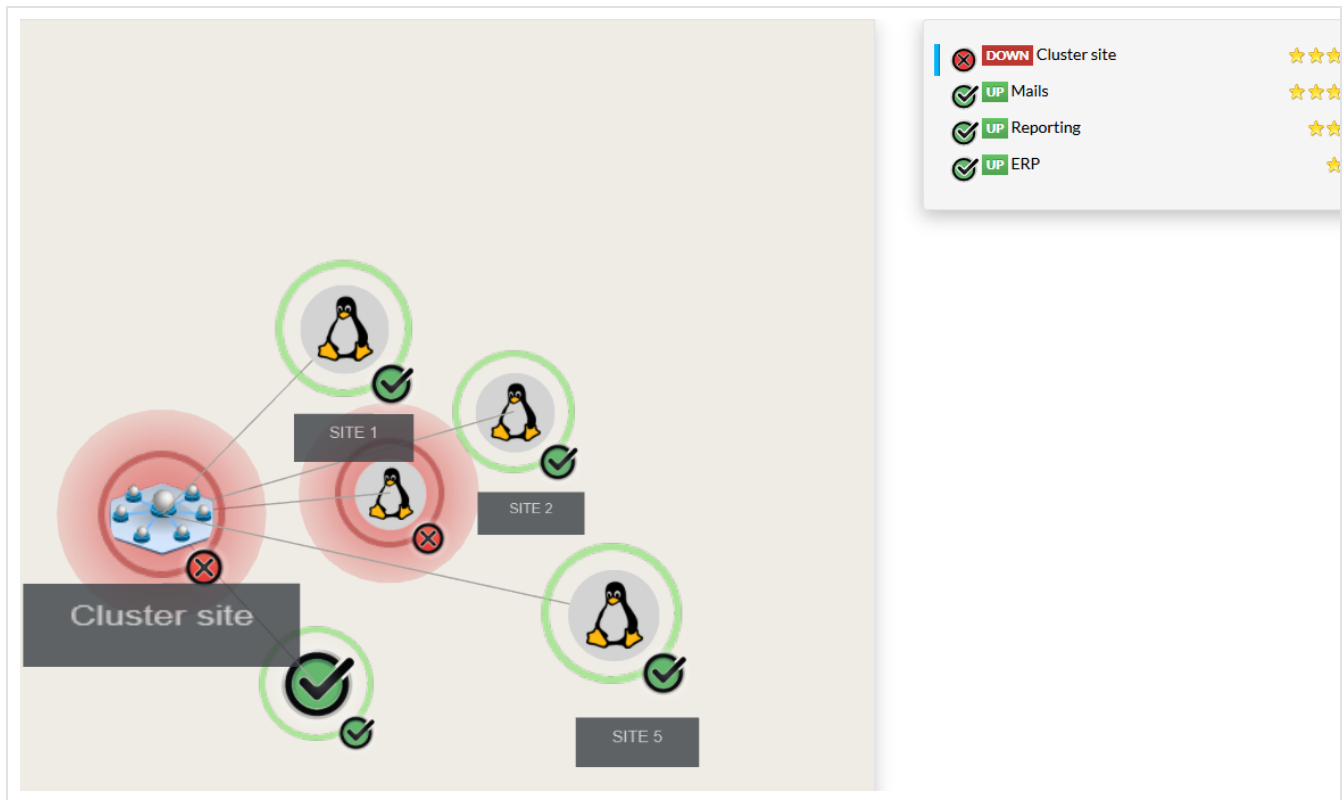 DOWN Cluster site
UP Mails
UP Reporting
UP ERP
SITE 1
SITE 2
Cluster site
SITE 5